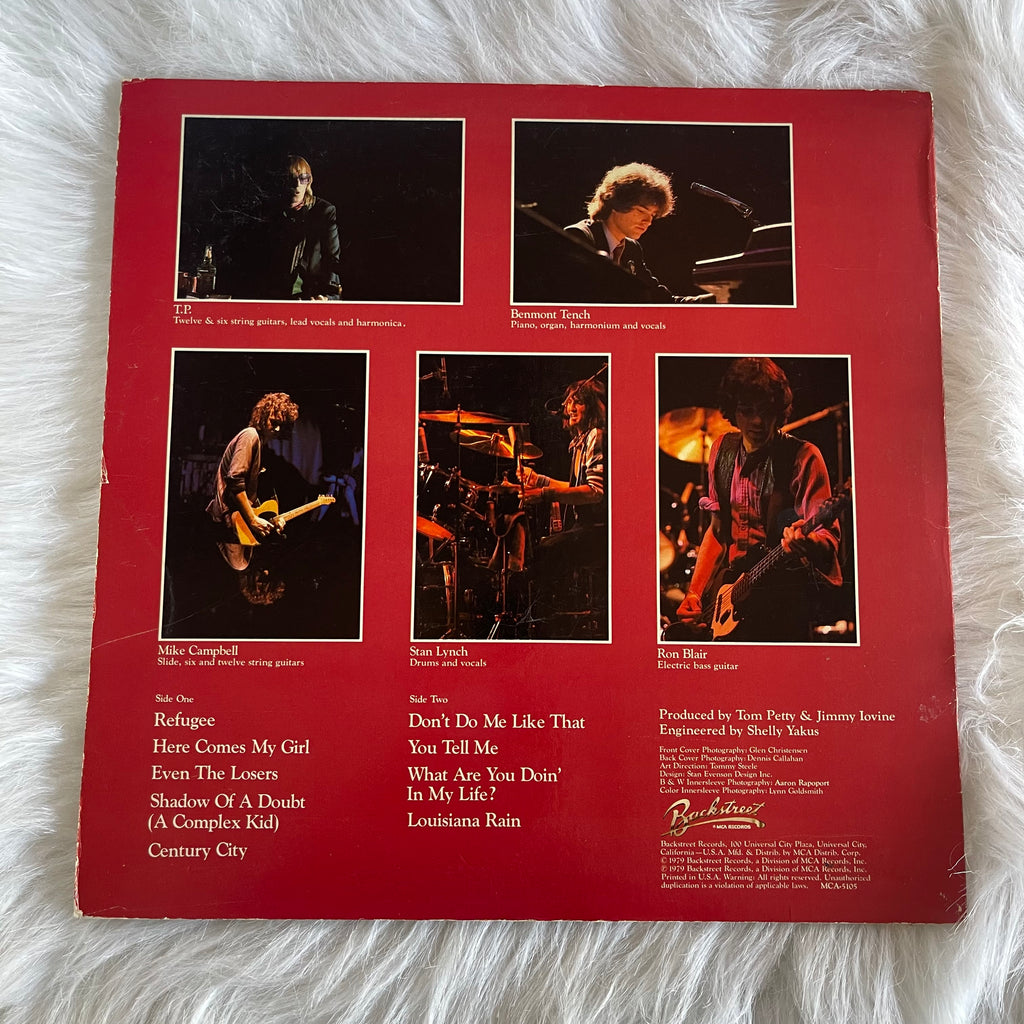 T.P.
Twelve & six string guitars, lead vocals and harmonica.
Benmont Tench
Piano, organ, harmonium and vocals
Mike Campbell
Slide, six and twelve string guitars
Stan Lynch
Drums and vocals
Ron Blair
Electric bass guitar
Side One
Refugee
Here Comes My Girl
Even The Losers
Shadow Of A Doubt
(A Complex Kid)
Century City
Side Two
Don't Do Me Like That
You Tell Me
What Are You Doin'
In My Life?
Louisiana Rain
Produced by Tom Petty & Jimmy Iovine
Engineered by Shelly Yakus
Front Cover Photography: Glen Christensen
Back Cover Photography: Dennis Callahan
Art Direction: Tommy Steele
Design: Stan Evenson Design Inc.
B & W Innersleeve Photography: Aaron Rapoport
Color Innersleeve Photography: Lynn Goldsmith
Backstreet
MCA RECORDS
Backstreet Records, 100 Universal City Plaza, Universal City,
California—U.S.A. Mfd. & Distrib. by MCA Distrib. Corp.
© 1979 Backstreet Records, a Division of MCA Records, Inc.
℗ 1979 Backstreet Records, a Division of MCA Records, Inc.
Printed in U.S.A. Warning: All rights reserved. Unauthorized
duplication is a violation of applicable laws. MCA-5105